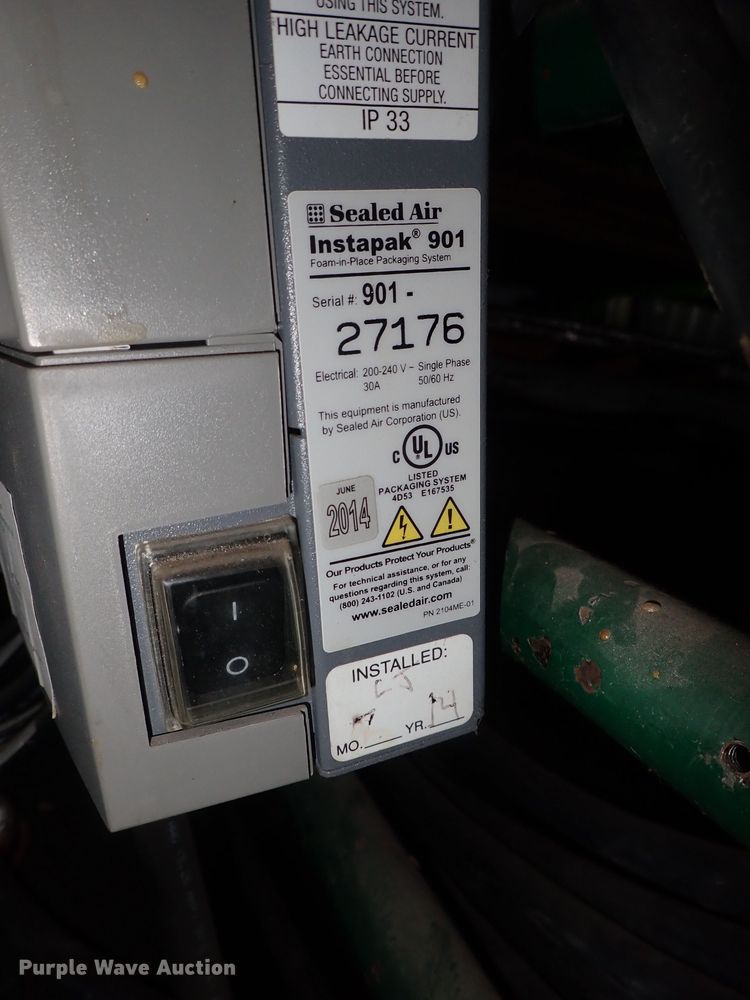 USING THIS SYSTEM.
HIGH LEAKAGE CURRENT
EARTH CONNECTION
ESSENTIAL BEFORE
CONNECTING SUPPLY.
IP 33
Sealed Air
Instapak® 901
Foam-in-Place Packaging System
Serial #: 901 -
27176
Electrical: 200-240 V ~ Single Phase
30A 50/60 Hz
This equipment is manufactured
by Sealed Air Corporation (US).
C UL US
LISTED
PACKAGING SYSTEM
4D53 E167535
JUNE
2014
Our Products Protect Your Products®
For technical assistance, or for any
questions regarding this system, call:
(800) 243-1102 (U.S. and Canada)
www.sealedair.com
PN 2104ME-01
INSTALLED:
MO. 7 YR. 14
I
O
Purple Wave Auction